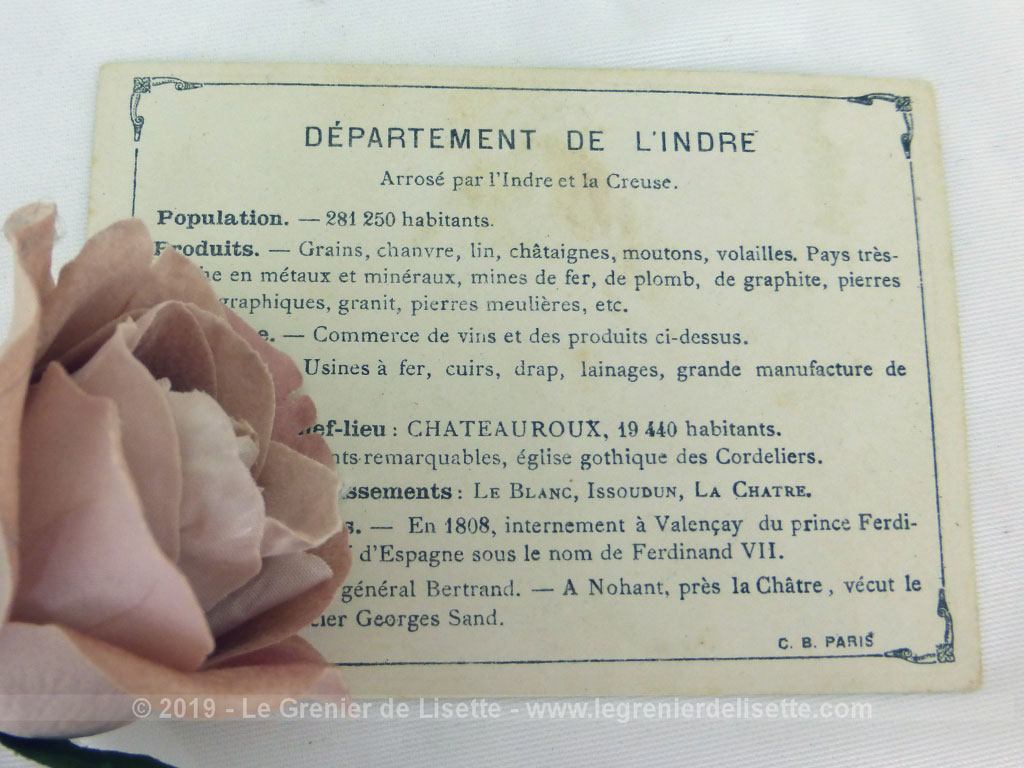 DÉPARTEMENT DE L'INDRE
Arrosé par l'Indre et la Creuse.
Population. — 281 250 habitants.
Produits. — Grains, chanvre, lin, châtaignes, moutons, volailles. Pays très-
en métaux et minéraux, mines de fer, de plomb, de graphite, pierres
graphiques, granit, pierres meulières, etc.
— Commerce de vins et des produits ci-dessus.
Usines à fer, cuirs, drap, lainages, grande manufacture de
ef-lieu : CHATEAUROUX, 19 440 habitants.
nts remarquables, église gothique des Cordeliers.
ssements : LE BLANC, ISSOUDUN, LA CHATRE.
s. — En 1808, internement à Valençay du prince Ferdi-
d'Espagne sous le nom de Ferdinand VII.
général Bertrand. — A Nohant, près la Châtre, vécut le
cier Georges Sand.
C. B. PARIS
© 2019 - Le Grenier de Lisette - www.legrenierdelisette.com